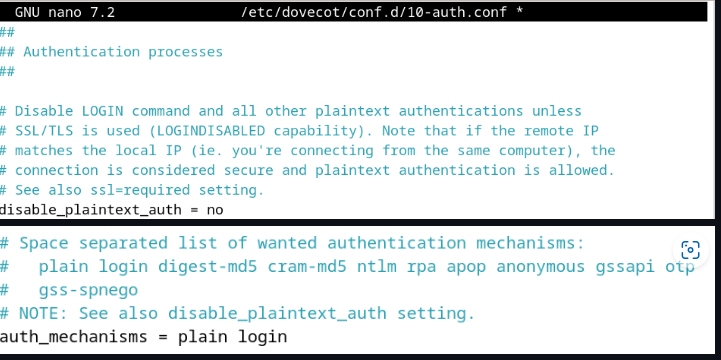 GNU nano 7.2 /etc/dovecot/conf.d/10-auth.conf *
##
## Authentication processes
##
# Disable LOGIN command and all other plaintext authentications unless
# SSL/TLS is used (LOGINDISABLED capability). Note that if the remote IP
# matches the local IP (ie. you're connecting from the same computer), the
# connection is considered secure and plaintext authentication is allowed.
# See also ssl=required setting.
disable_plaintext_auth = no
# Space separated list of wanted authentication mechanisms:
#   plain login digest-md5 cram-md5 ntlm rpa apop anonymous gssapi otp
#   gss-spnego
# NOTE: See also disable_plaintext_auth setting.
auth_mechanisms = plain login